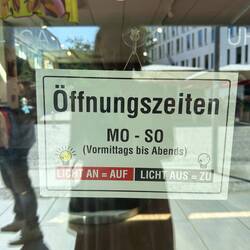 Öffnungszeiten
MO - SO
(Vormittags bis Abends)
LICHT AN = AUF LICHT AUS = ZU